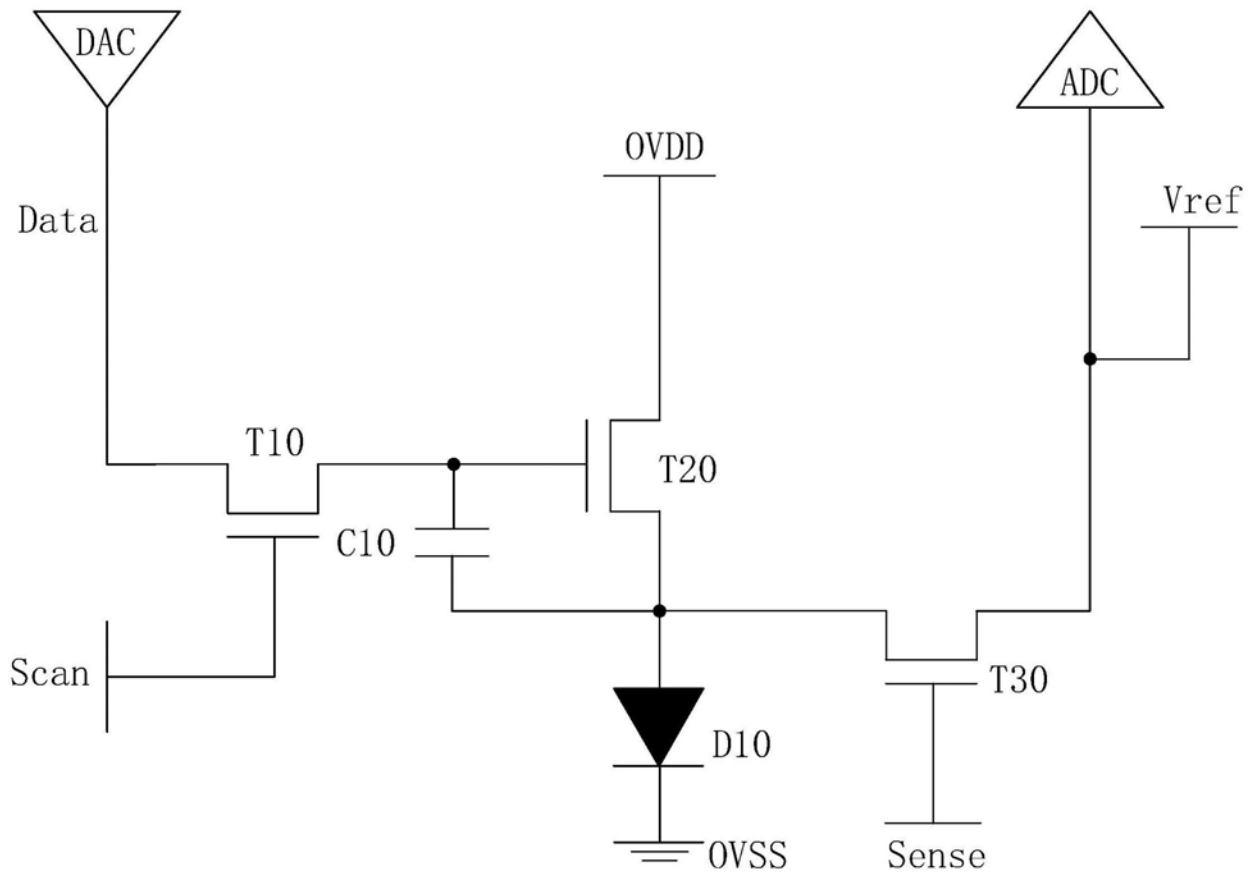 DAC
ADC
OVDD
Vref
Data
T10
T20
C10
Scan
T30
D10
OVSS
Sense